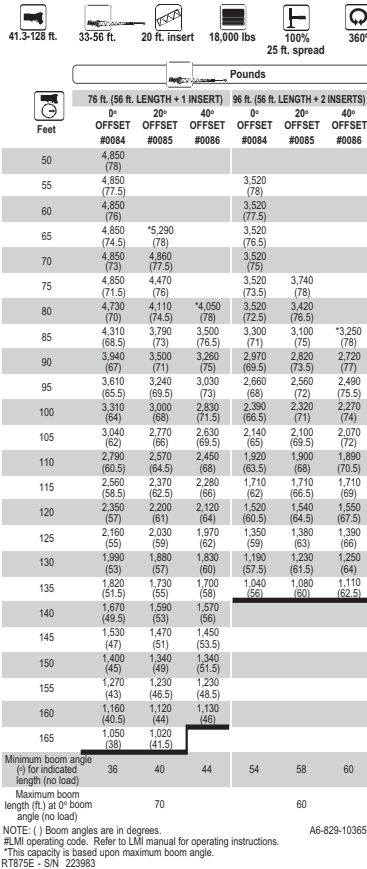 41.3-128 ft. 33-56 ft. 20 ft. insert 18,000 lbs 100% 360º
25 ft. spread
Pounds
Feet
76 ft. (56 ft. LENGTH + 1 INSERT) 96 ft. (56 ft. LENGTH + 2 INSERTS)
0º 20º 40º 0º 20º 40º
OFFSET OFFSET OFFSET OFFSET OFFSET OFFSET
#0084 #0085 #0086 #0084 #0085 #0086
50 4,850 (78)
55 4,850 (77.5) 3,520 (78)
60 4,850 (76) 3,520 (77.5)
65 4,850 (74.5) *5,290 (78) 3,520 (76.5)
70 4,850 (73) 4,860 (77.5) 3,520 (75)
75 4,850 (71.5) 4,470 (76) 3,520 (73.5) 3,740 (78)
80 4,730 (70) 4,110 (74.5) *4,050 (78) 3,520 (72.5) 3,420 (76.5)
85 4,310 (68.5) 3,790 (73) 3,500 (76.5) 3,300 (71) 3,100 (75) *3,250 (78)
90 3,940 (67) 3,500 (71) 3,260 (75) 2,970 (69.5) 2,820 (73.5) 2,720 (77)
95 3,610 (65.5) 3,240 (69.5) 3,030 (73) 2,660 (68) 2,560 (72) 2,490 (75.5)
100 3,310 (64) 3,000 (68) 2,830 (71.5) 2,390 (66.5) 2,320 (71) 2,270 (74)
105 3,040 (62) 2,770 (66) 2,630 (69.5) 2,140 (65) 2,100 (69.5) 2,070 (72)
110 2,790 (60.5) 2,570 (64.5) 2,450 (68) 1,920 (63.5) 1,900 (68) 1,890 (70.5)
115 2,560 (58.5) 2,370 (62.5) 2,280 (66) 1,710 (62) 1,710 (66.5) 1,710 (69)
120 2,350 (57) 2,200 (61) 2,120 (64) 1,520 (60.5) 1,540 (64.5) 1,550 (67.5)
125 2,160 (55) 2,030 (59) 1,970 (62) 1,350 (59) 1,380 (63) 1,390 (66)
130 1,990 (53) 1,880 (57) 1,830 (60) 1,190 (57.5) 1,230 (61.5) 1,250 (64)
135 1,820 (51.5) 1,730 (55) 1,700 (58) 1,040 (56) 1,080 (60) 1,110 (62.5)
140 1,670 (49.5) 1,590 (53) 1,570 (56)
145 1,530 (47) 1,470 (51) 1,450 (53.5)
150 1,400 (45) 1,340 (49) 1,340 (51.5)
155 1,270 (43) 1,230 (46.5) 1,230 (48.5)
160 1,160 (40.5) 1,120 (44) 1,130 (46)
165 1,050 (38) 1,020 (41.5)
Minimum boom angle
(º) for indicated 36 40 44 54 58 60
length (no load)
Maximum boom
length (ft.) at 0º boom 70 60
angle (no load)
NOTE: ( ) Boom angles are in degrees. A6-829-10365
#LMI operating code. Refer to LMI manual for operating instructions.
*This capacity is based upon maximum boom angle.
RT875E - S/N 223983